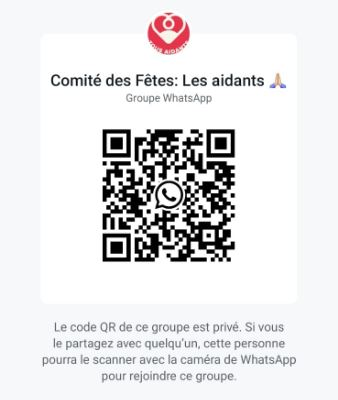 VOUS AIDANTS
Comité des Fêtes: Les aidants 🙏🏼
Groupe WhatsApp
Le code QR de ce groupe est privé. Si vous
le partagez avec quelqu'un, cette personne
pourra le scanner avec la caméra de WhatsApp
pour rejoindre ce groupe.